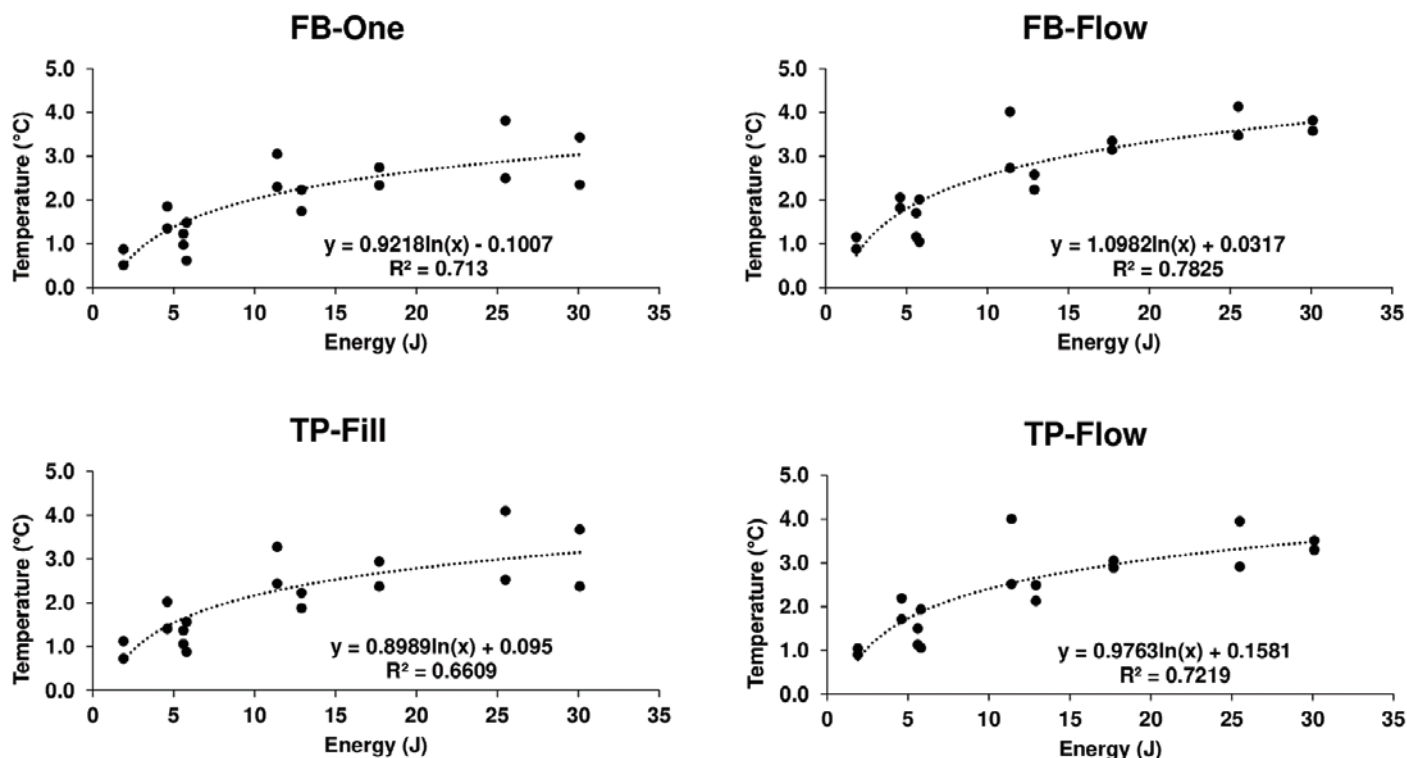 FB-One
5.0
4.0
3.0
2.0
1.0
0.0
Temperature (°C)
y = 0.9218ln(x) - 0.1007
R² = 0.713
0 5 10 15 20 25 30 35
Energy (J)
FB-Flow
5.0
4.0
3.0
2.0
1.0
0.0
Temperature (°C)
y = 1.0982ln(x) + 0.0317
R² = 0.7825
0 5 10 15 20 25 30 35
Energy (J)
TP-Fill
5.0
4.0
3.0
2.0
1.0
0.0
Temperature (°C)
y = 0.8989ln(x) + 0.095
R² = 0.6609
0 5 10 15 20 25 30 35
Energy (J)
TP-Flow
5.0
4.0
3.0
2.0
1.0
0.0
Temperature (°C)
y = 0.9763ln(x) + 0.1581
R² = 0.7219
0 5 10 15 20 25 30 35
Energy (J)